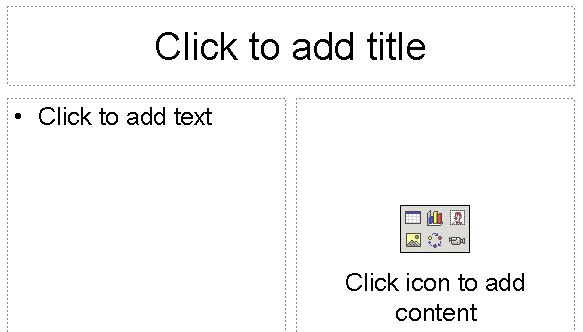 Click to add title
• Click to add text
Click icon to add
content